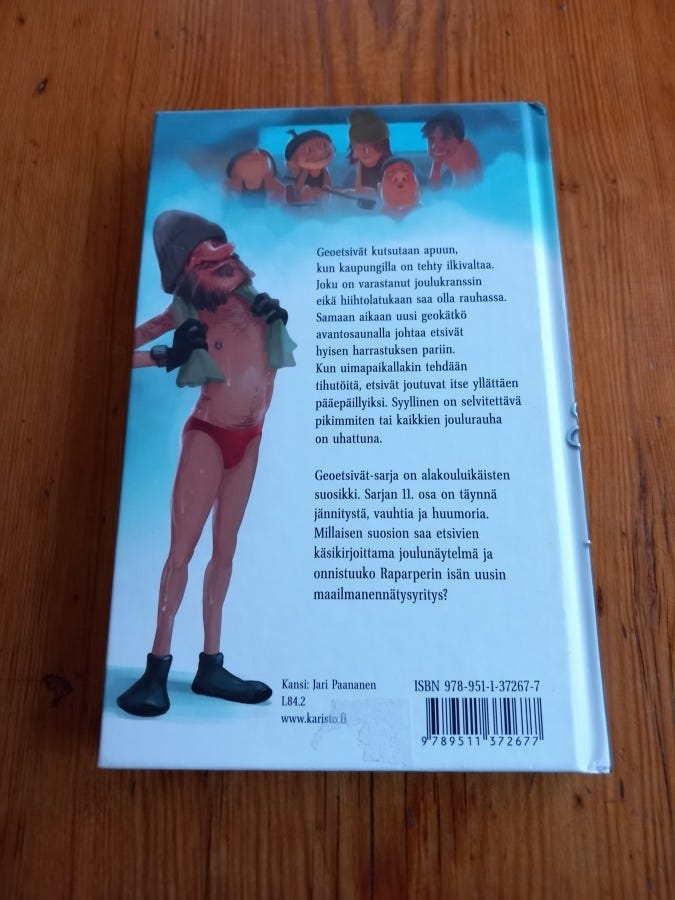 Geoetsivät kutsutaan apuun,
kun kaupungilla on tehty ilkivaltaa.
Joku on varastanut joulukranssin
eikä hiihtolatukaan saa olla rauhassa.
Samaan aikaan uusi geokätkö
avantosaunalla johtaa etsivät
hyisen harrastuksen pariin.
Kun uimapaikallakin tehdään
tihutöitä, etsivät joutuvat itse yllättäen
pääepäillyiksi. Syyllinen on selvitettävä
pikimmiten tai kaikkien joulurauha
on uhattuna.
Geoetsivät-sarja on alakouluikäisten
suosikki. Sarjan 11. osa on täynnä
jännitystä, vauhtia ja huumoria.
Millaisen suosion saa etsivien
käsikirjoittama joulunäytelmä ja
onnistuuko Raparperin isän uusin
maailmanennätysyritys?
Kansi: Jari Paananen
L84.2
www.karisto.fi
ISBN 978-951-1-37267-7
9 789511 372677